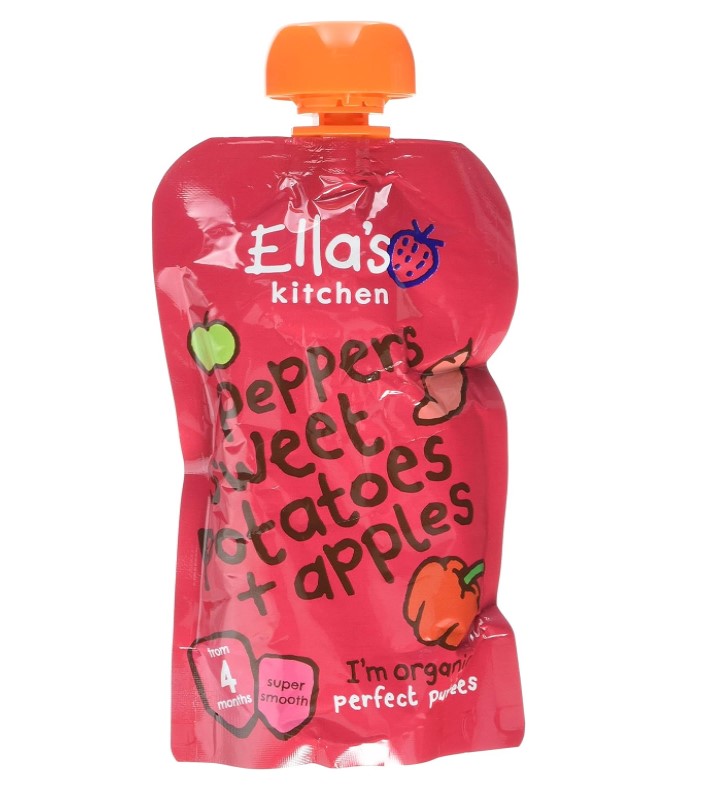 Ella's
kitchen
peppers
sweet
potatoes
+ apples
from
4
months
super
smooth
I'm organic
perfect purees